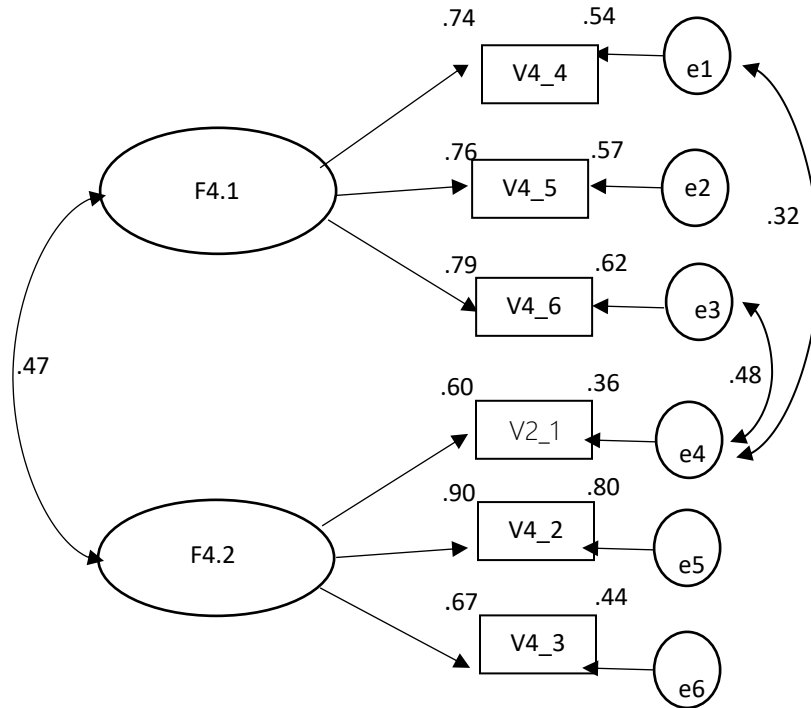 .74 .54
V4_4 e1
F4.1
.76 .57
V4_5 e2
.32
.79 .62
V4_6 e3
.47
.48
.60 .36
V2_1 e4
.90 .80
V4_2 e5
F4.2
.67 .44
V4_3 e6